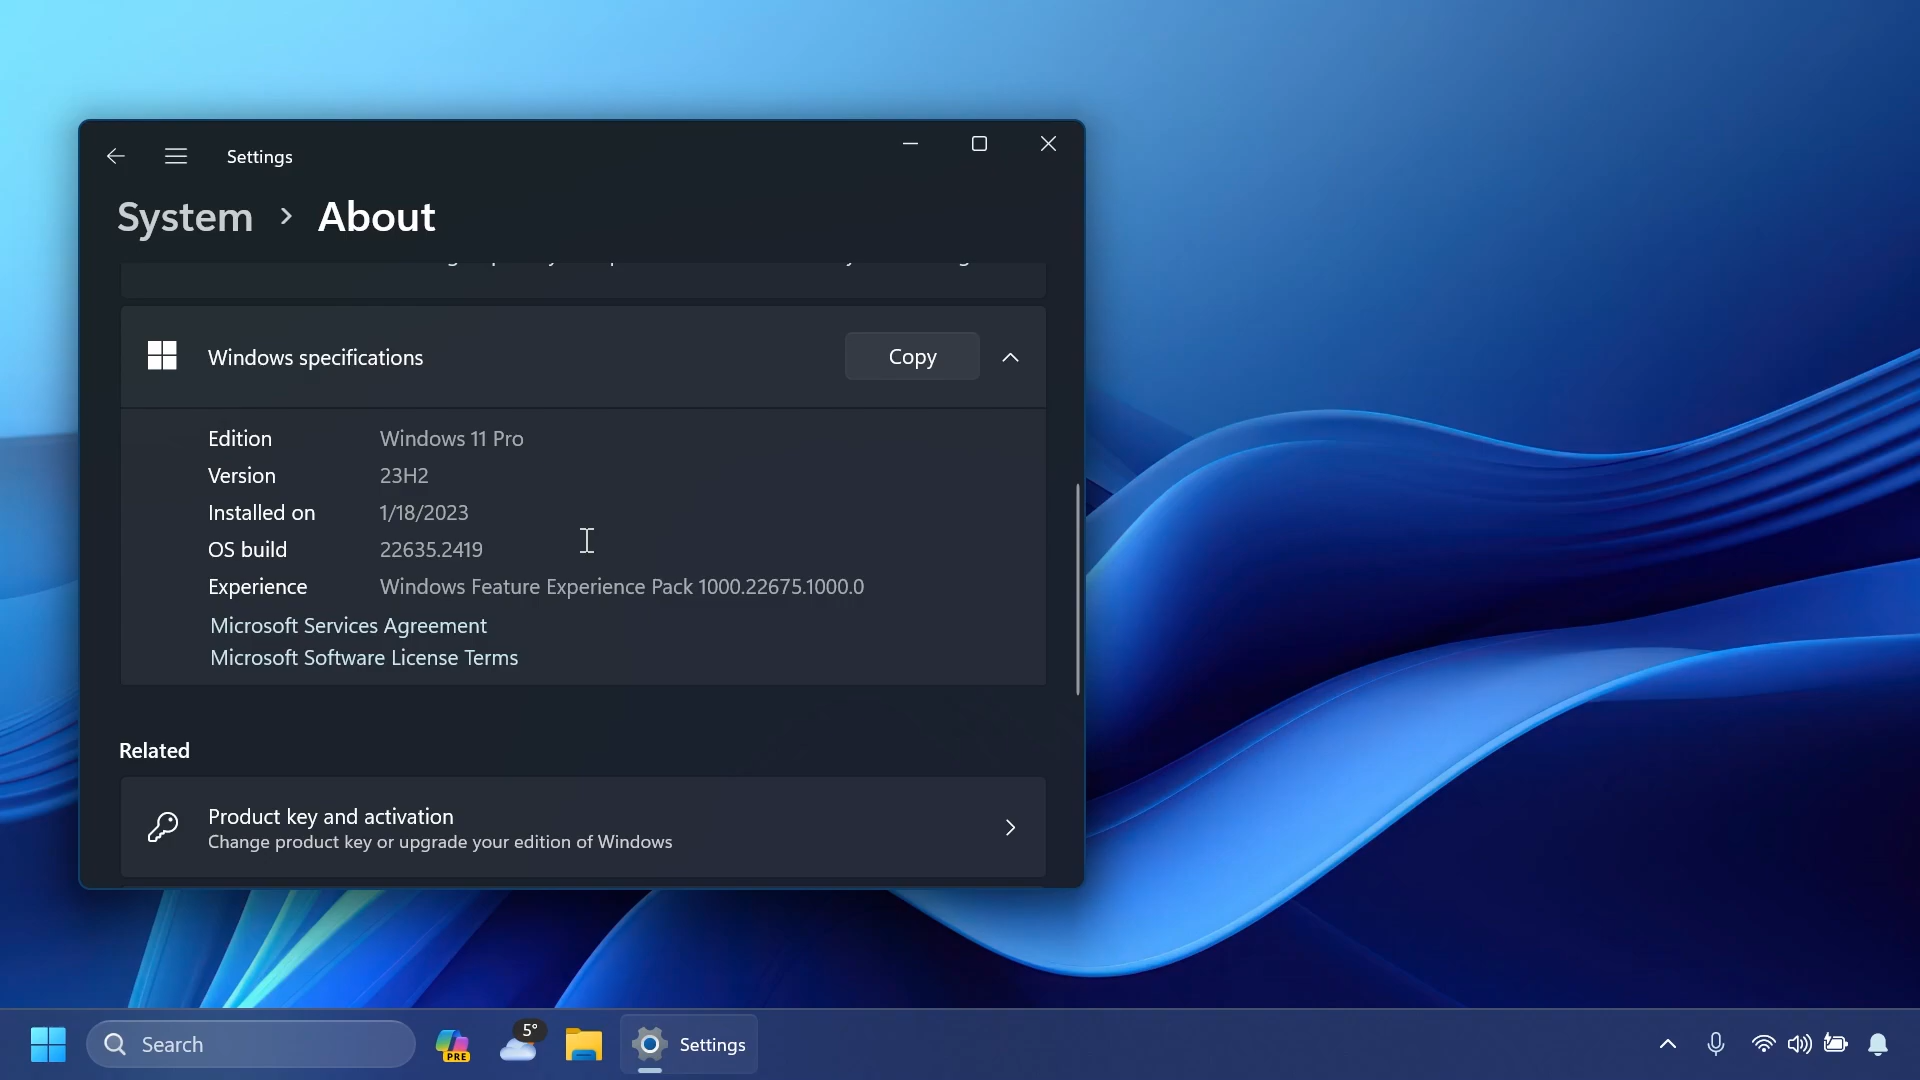 Settings
System > About
Windows specifications
Copy
Edition Windows 11 Pro
Version 23H2
Installed on 1/18/2023
OS build 22635.2419
Experience Windows Feature Experience Pack 1000.22675.1000.0
Microsoft Services Agreement
Microsoft Software License Terms
Related
Product key and activation
Change product key or upgrade your edition of Windows
Search
PRE
5°
Settings